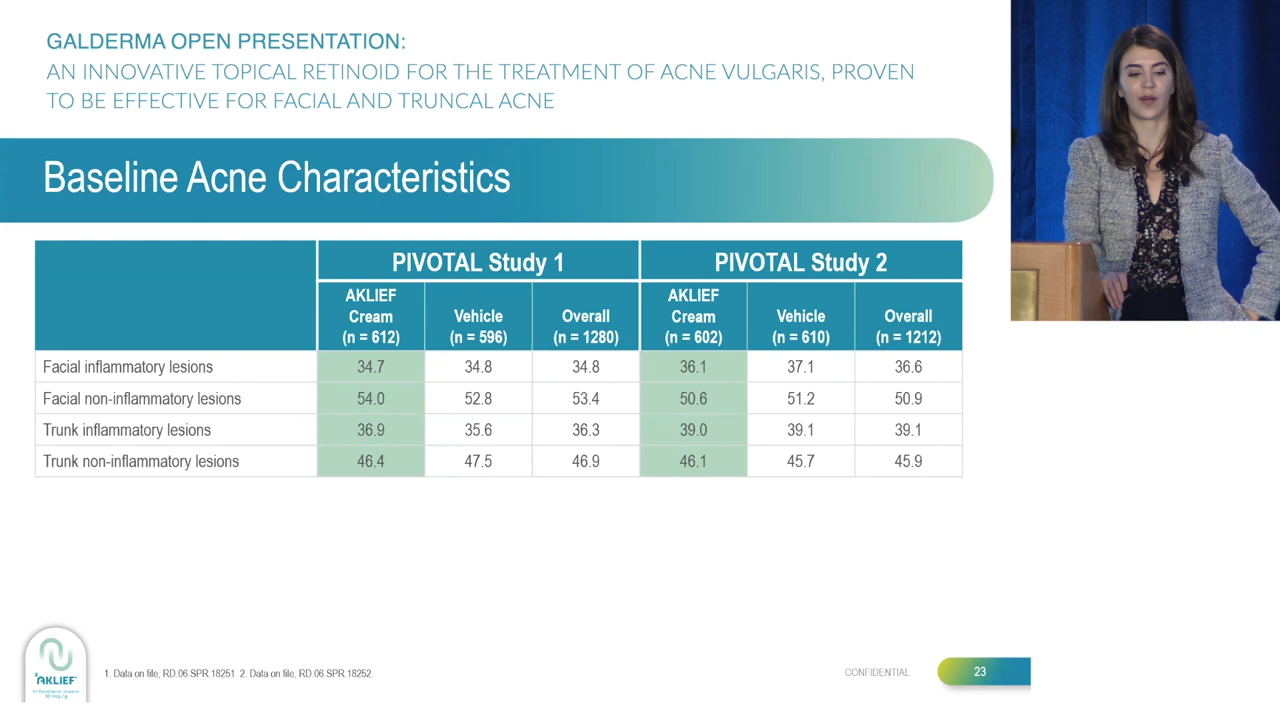 GALDERMA OPEN PRESENTATION:
AN INNOVATIVE TOPICAL RETINOID FOR THE TREATMENT OF ACNE VULGARIS, PROVEN
TO BE EFFECTIVE FOR FACIAL AND TRUNCAL ACNE
Baseline Acne Characteristics
PIVOTAL Study 1 PIVOTAL Study 2
AKLIEF Cream (n = 612) Vehicle (n = 596) Overall (n = 1280) AKLIEF Cream (n = 602) Vehicle (n = 610) Overall (n = 1212)
Facial inflammatory lesions 34.7 34.8 34.8 36.1 37.1 36.6
Facial non-inflammatory lesions 54.0 52.8 53.4 50.6 51.2 50.9
Trunk inflammatory lesions 36.9 35.6 36.3 39.0 39.1 39.1
Trunk non-inflammatory lesions 46.4 47.5 46.9 46.1 45.7 45.9
AKLIEF
1. Data on file, RD.06.SPR.18251. 2. Data on file, RD.06.SPR.18252.
CONFIDENTIAL 23